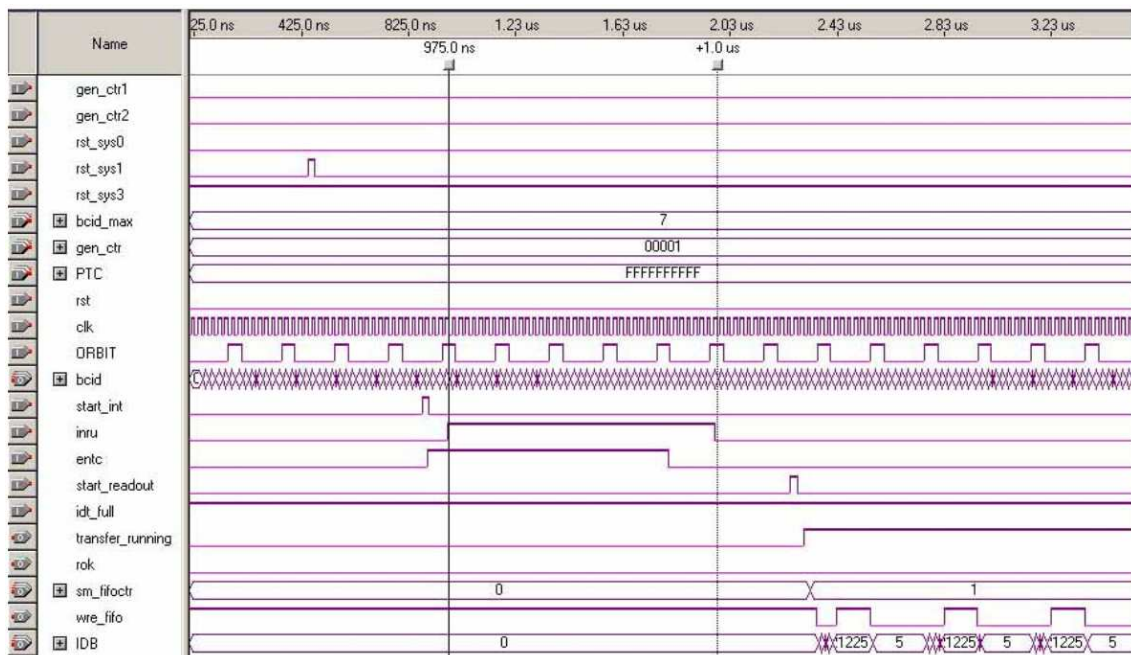 Name
25.0 ns 425.0 ns 825.0 ns 1.23 us 1.63 us 2.03 us 2.43 us 2.83 us 3.23 us
975.0 ns +1.0 us
gen_ctr1
gen_ctr2
rst_sys0
rst_sys1
rst_sys3
bcid_max 7
gen_ctr 00001
PTC FFFFFFFFFF
rst
clk
ORBIT
bcid C
start_int
inru
entc
start_readout
idt_full
transfer_running
rok
sm_fifoctr 0 1
wre_fifo
IDB 0 1225 5 1225 5 1225 5